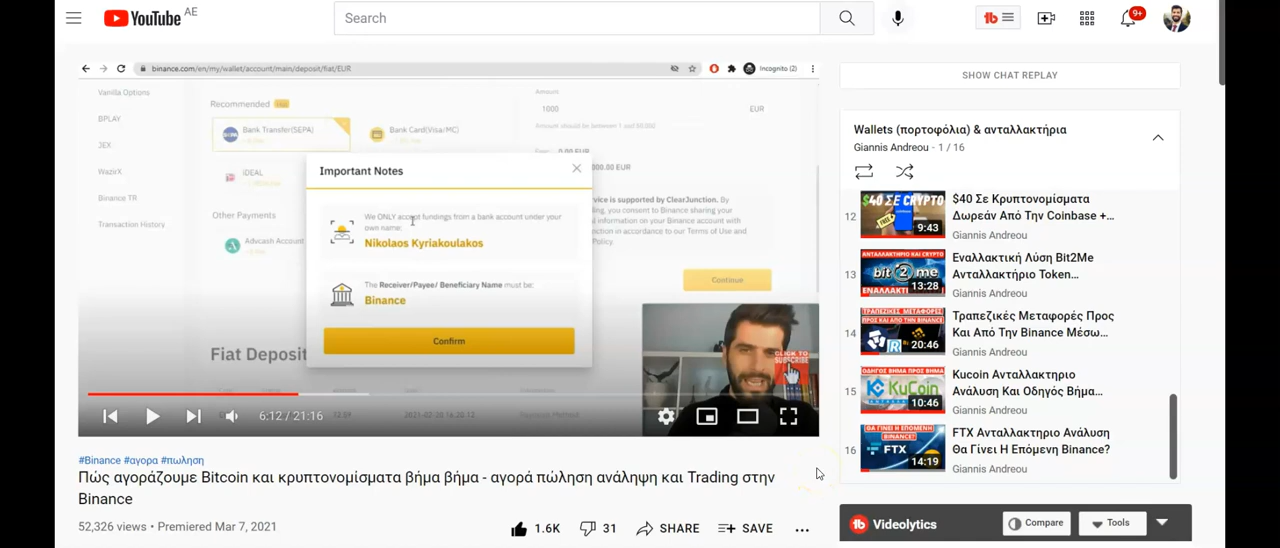 YouTube AE
Search
9+
binance.com/en/my/wallet/account/main/deposit/fiat/EUR
Incognito (2)
Vanilla Options
BPLAY
JEX
WazirX
Binance TR
Transaction History
Recommended
Bank Transfer(SEPA)
Bank Card(Visa/MC)
iDEAL
Other Payments
Advcash Account
Amount
1000 EUR
Important Notes
We ONLY accept fundings from a bank account under your
own name:
Nikolaos Kyriakoulakos
The Receiver/Payee/ Beneficiary Name must be:
Binance
Confirm
Continue
Fiat Deposit
CLICK TO
SUBSCRIBE
6:12 / 21:16
#Binance #αγορα #πωληση
Πώς αγοράζουμε Bitcoin και κρυπτονομίσματα βήμα βήμα - αγορά πώληση ανάληψη και Trading στην
Binance
52,326 views • Premiered Mar 7, 2021
1.6K 31 SHARE SAVE
SHOW CHAT REPLAY
Wallets (πορτοφόλια) & ανταλλακτήρια
Giannis Andreou - 1 / 16
12 $40 Σε Κρυπτονομίσματα
Δωρεάν Από Την Coinbase +...
Giannis Andreou
9:43
13 Εναλλακτική Λύση Bit2Me
Ανταλλακτήριο Token...
Giannis Andreou
13:28
14 Τραπεζικές Μεταφορές Προς
Και Από Την Binance Μέσω...
Giannis Andreou
20:46
15 Kucoin Ανταλλακτηριο
Ανάλυση Και Οδηγός Βήμα...
Giannis Andreou
10:46
16 FTX Ανταλλακτηριο Ανάλυση
Θα Γίνει Η Επόμενη Binance?
Giannis Andreou
14:19
Videolytics
Compare
Tools